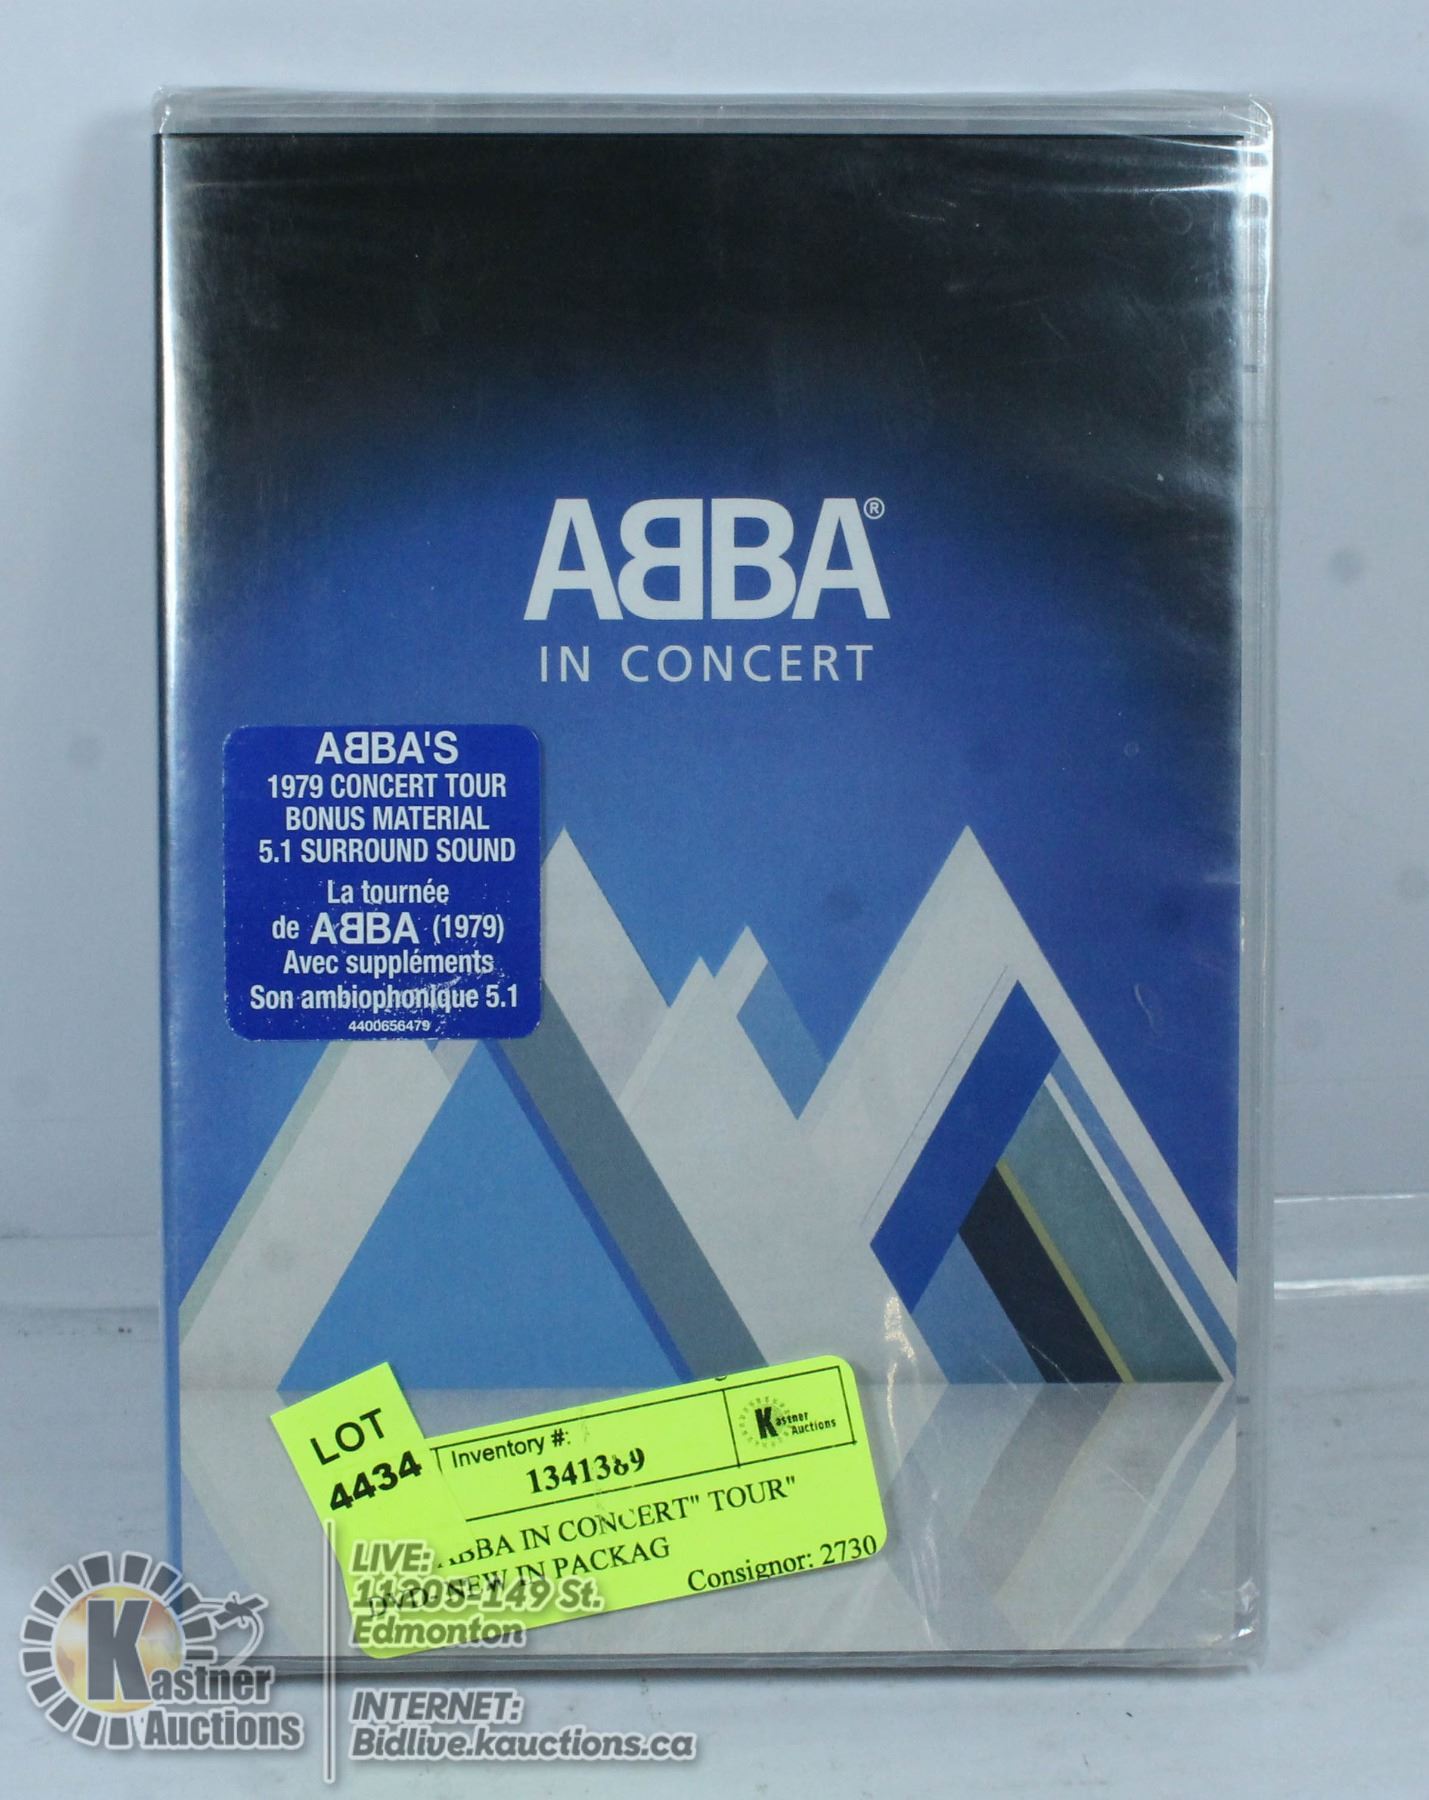 ABBA®
IN CONCERT
ABBA'S
1979 CONCERT TOUR
BONUS MATERIAL
5.1 SURROUND SOUND
La tournée
de ABBA (1979)
Avec suppléments
Son ambiophonique 5.1
4400656479
LOT
4434
Inventory #:
1341389
Kastner
Auctions
ABBA IN CONCERT" TOUR"
DVD- NEW IN PACKAG
Consignor: 2730
Kastner
Auctions
LIVE:
11205-149 St.
Edmonton
INTERNET:
Bidlive.kauctions.ca